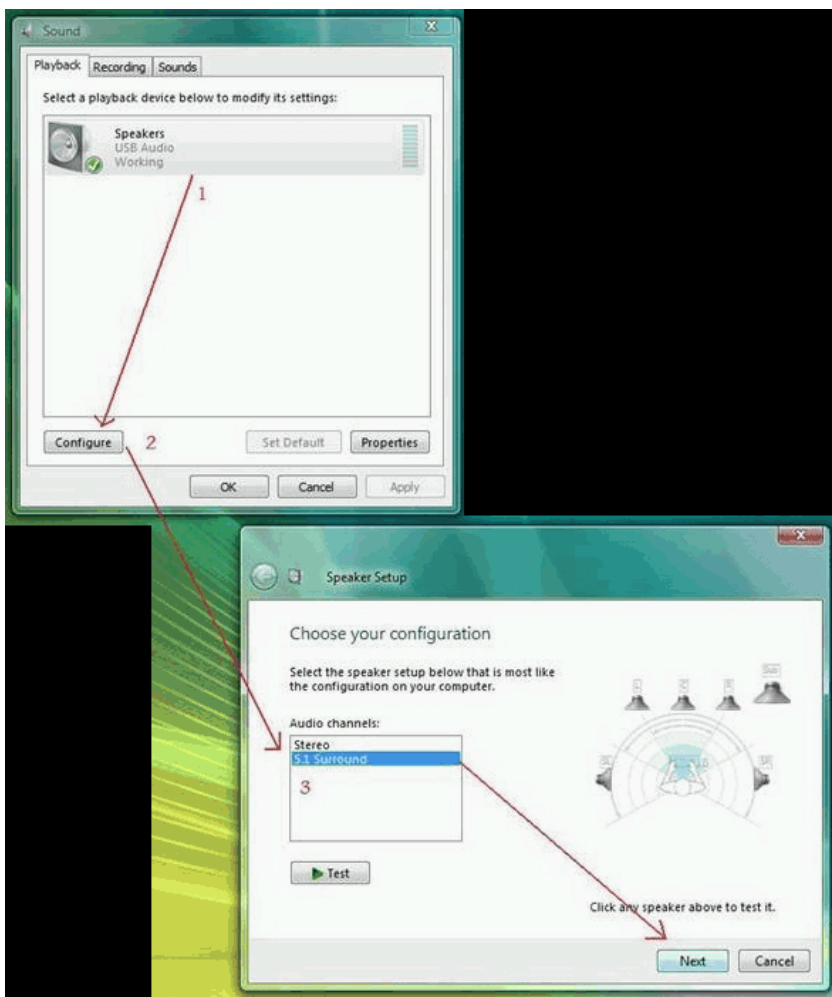 Sound
Playback Recording Sounds
Select a playback device below to modify its settings:
Speakers
USB Audio
Working
1
Configure 2 Set Default Properties
OK Cancel Apply
Speaker Setup
Choose your configuration
Select the speaker setup below that is most like
the configuration on your computer.
Audio channels:
Stereo
5.1 Surround
3
Test
Click any speaker above to test it.
Next Cancel